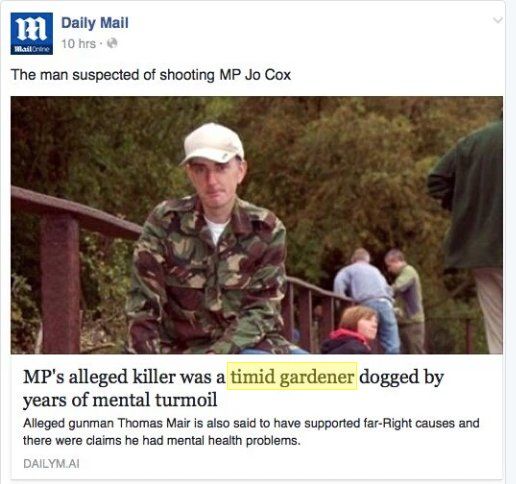 Daily Mail
10 hrs ·
m
MailOnline
The man suspected of shooting MP Jo Cox
MP's alleged killer was a timid gardener dogged by
years of mental turmoil
Alleged gunman Thomas Mair is also said to have supported far-Right causes and
there were claims he had mental health problems.
DAILYM.AI